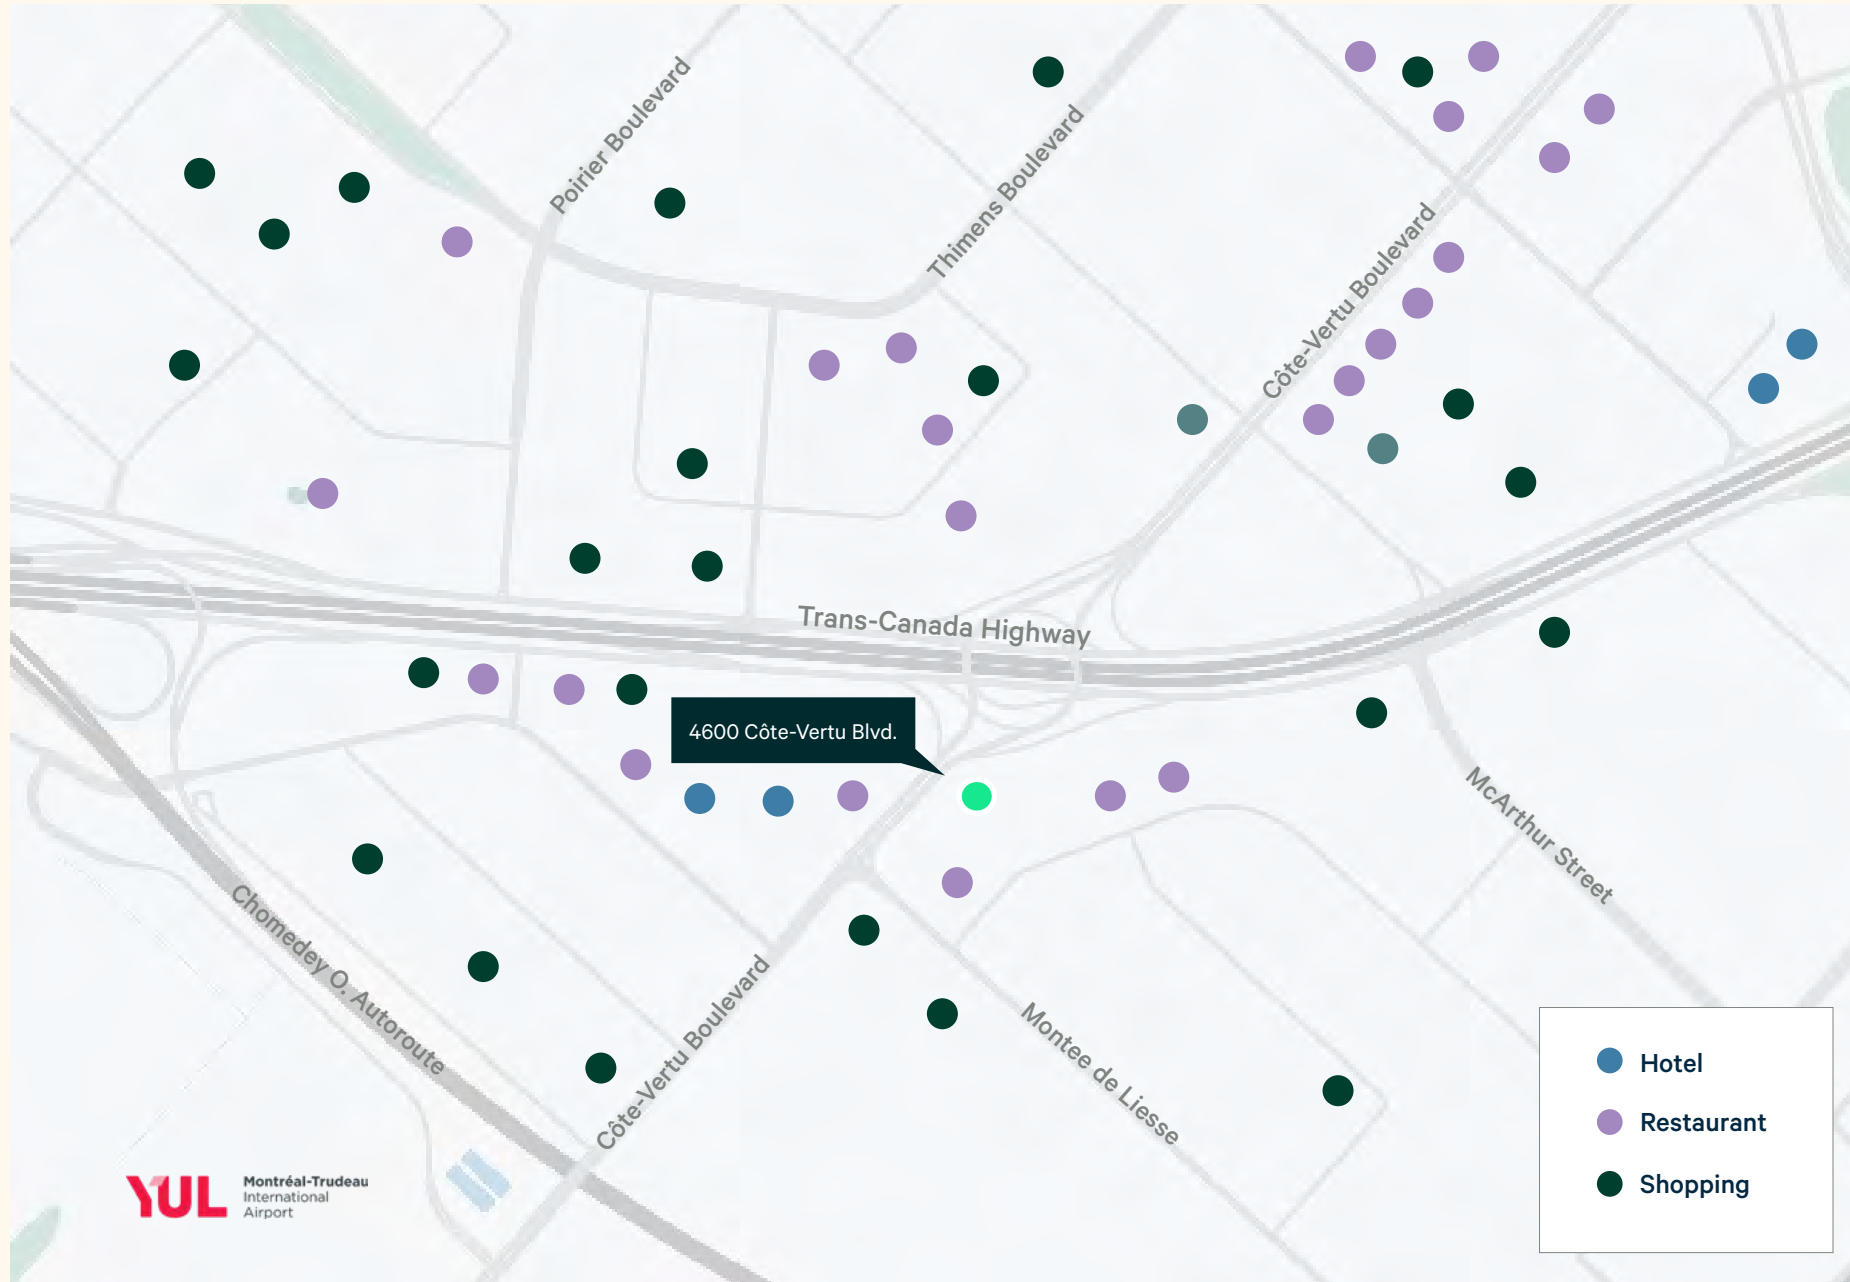 Poirier Boulevard
Thimens Boulevard
Côte-Vertu Boulevard
Trans-Canada Highway
4600 Côte-Vertu Blvd.
McArthur Street
Chomedey O. Autoroute
Côte-Vertu Boulevard
Montee de Liesse
Hotel
Restaurant
Shopping
YUL
Montréal-Trudeau
International
Airport